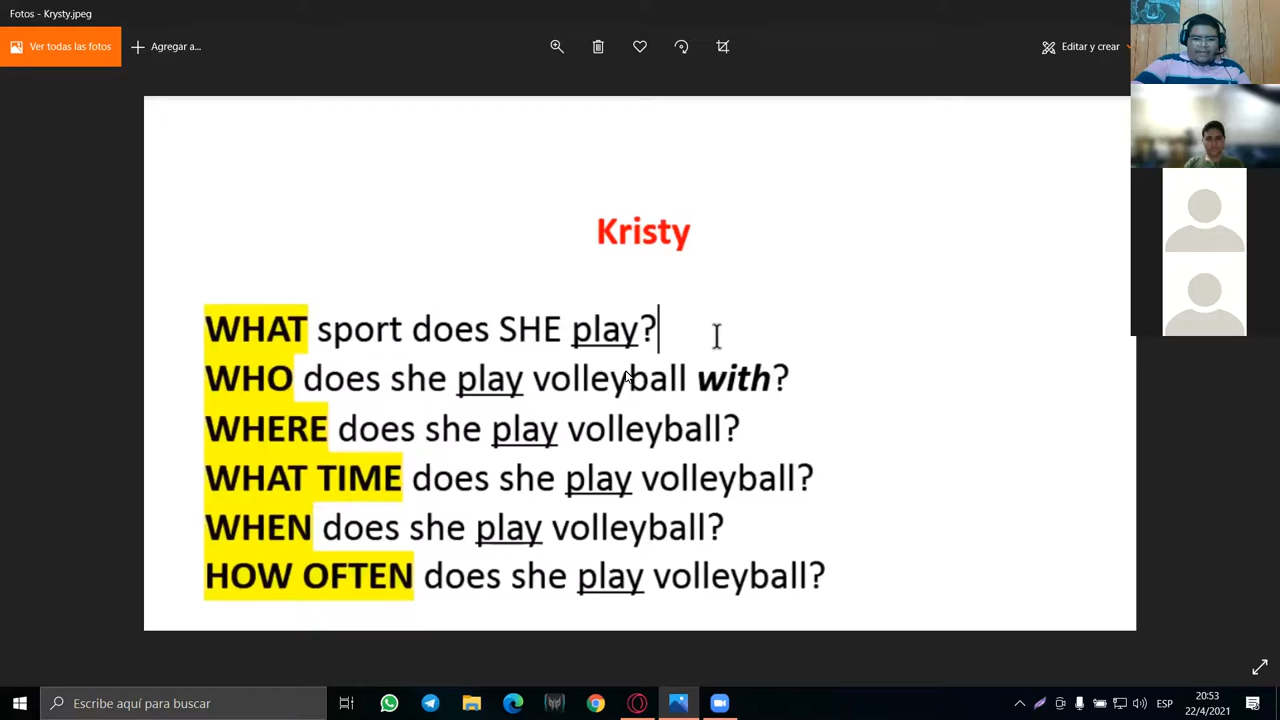 Fotos - Krysty.jpeg
Ver todas las fotos
Agregar a...
Editar y crear
Kristy
WHAT sport does SHE play?
WHO does she play volleyball with?
WHERE does she play volleyball?
WHAT TIME does she play volleyball?
WHEN does she play volleyball?
HOW OFTEN does she play volleyball?
Escribe aquí para buscar
ESP
20:53
22/4/2021